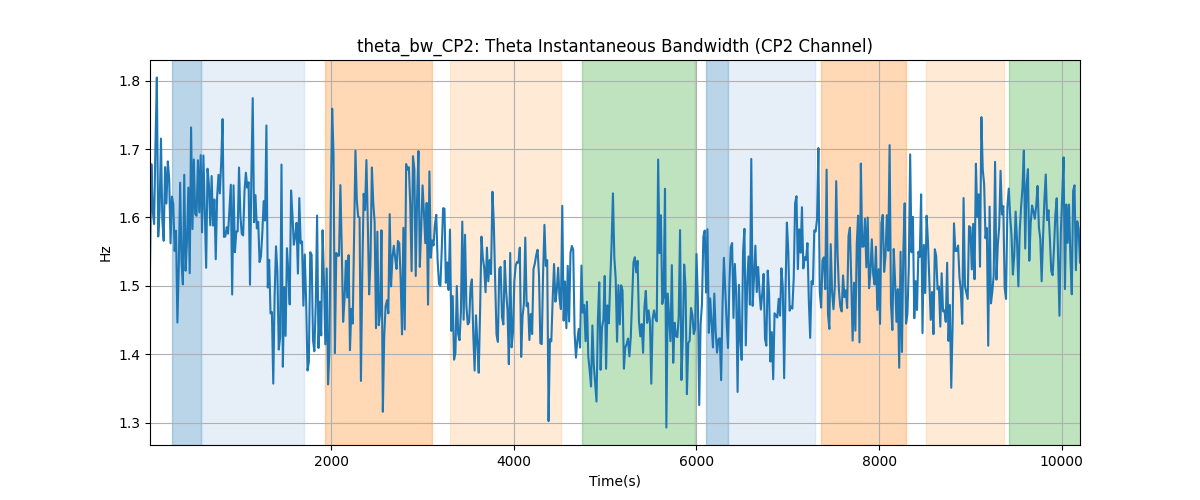 theta_bw_CP2: Theta Instantaneous Bandwidth (CP2 Channel)
1.8
1.7
1.6
1.5
1.4
1.3
Hz
2000 4000 6000 8000 10000
Time(s)